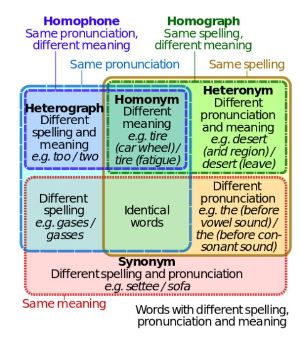 Homophone
Same pronunciation,
different meaning
Homograph
Same spelling,
different meaning
Same pronunciation
Same spelling
Heterograph
Different
spelling and
meaning
e.g. too / two
Homonym
Different
meaning
e.g. tire
(car wheel) /
tire (fatigue)
Heteronym
Different
pronunciation
and meaning
e.g. desert
(and region) /
desert (leave)
Different
spelling
e.g. gases /
gasses
Identical
words
Different
pronunciation
e.g. the (before
vowel sound) /
the (before con-
sonant sound)
Synonym
Different spelling and pronunciation
e.g. settee / sofa
Same meaning
Words with different spelling,
pronunciation and meaning